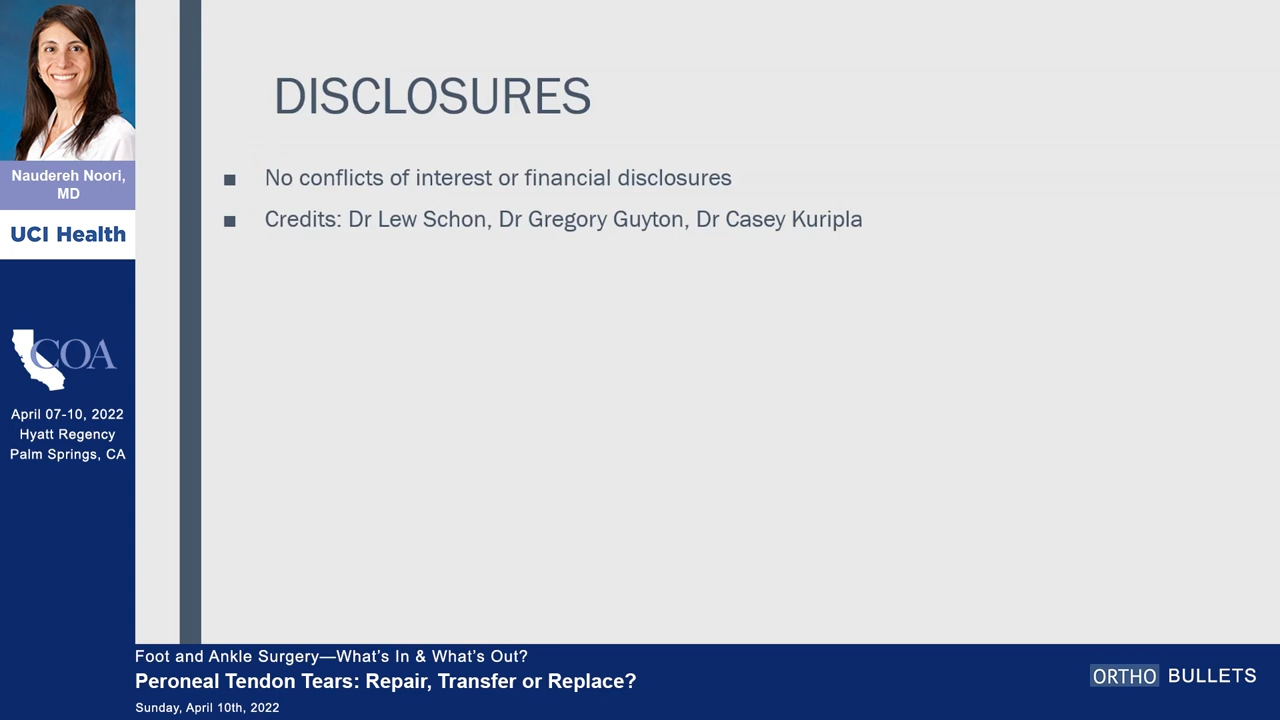 Naudereh Noori,
MD
UCI Health
COA
April 07-10, 2022
Hyatt Regency
Palm Springs, CA
DISCLOSURES
■ No conflicts of interest or financial disclosures
■ Credits: Dr Lew Schon, Dr Gregory Guyton, Dr Casey Kuripla
Foot and Ankle Surgery—What’s In & What’s Out?
Peroneal Tendon Tears: Repair, Transfer or Replace?
Sunday, April 10th, 2022
ORTHO BULLETS